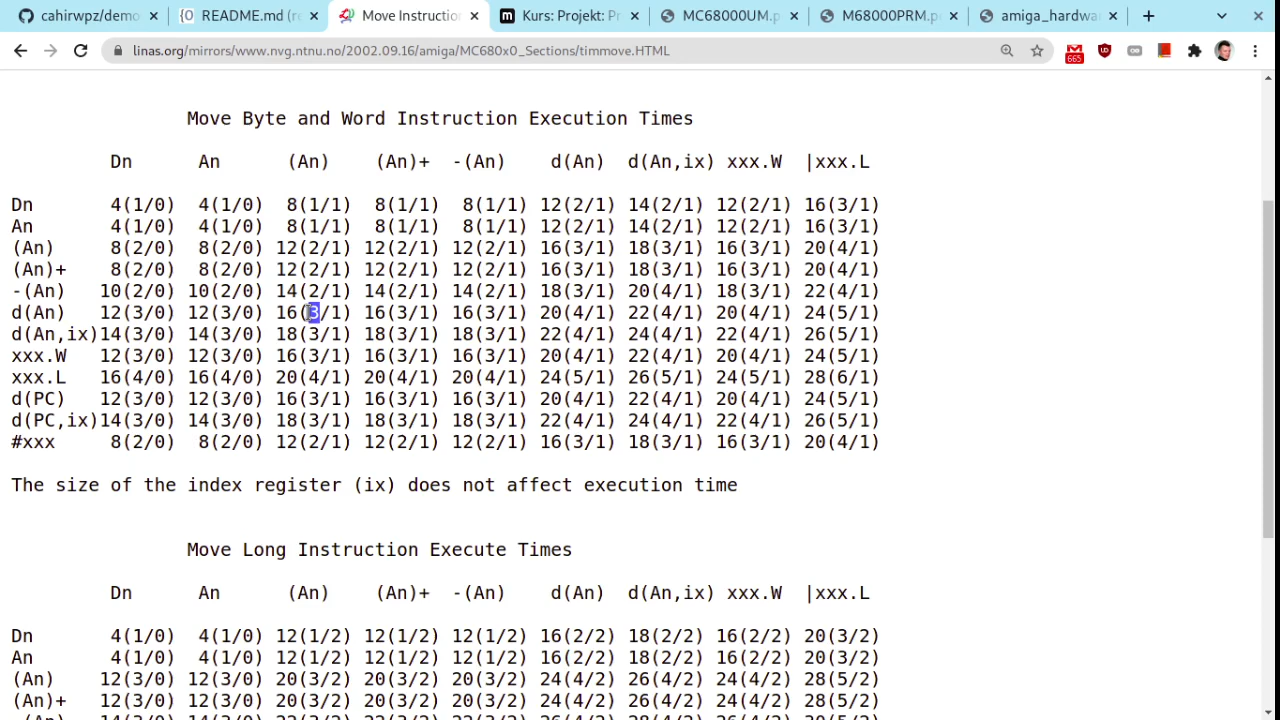 cahirwpz/demo
README.md (re
Move Instructio
Kurs: Projekt: Pr
MC68000UM.p
M68000PRM.p
amiga_hardwa
linas.org/mirrors/www.nvg.ntnu.no/2002.09.16/amiga/MC680x0_Sections/timmove.HTML
665
Move Byte and Word Instruction Execution Times
Dn An (An) (An)+ -(An) d(An) d(An,ix) xxx.W |xxx.L
Dn 4(1/0) 4(1/0) 8(1/1) 8(1/1) 8(1/1) 12(2/1) 14(2/1) 12(2/1) 16(3/1)
An 4(1/0) 4(1/0) 8(1/1) 8(1/1) 8(1/1) 12(2/1) 14(2/1) 12(2/1) 16(3/1)
(An) 8(2/0) 8(2/0) 12(2/1) 12(2/1) 12(2/1) 16(3/1) 18(3/1) 16(3/1) 20(4/1)
(An)+ 8(2/0) 8(2/0) 12(2/1) 12(2/1) 12(2/1) 16(3/1) 18(3/1) 16(3/1) 20(4/1)
-(An) 10(2/0) 10(2/0) 14(2/1) 14(2/1) 14(2/1) 18(3/1) 20(4/1) 18(3/1) 22(4/1)
d(An) 12(3/0) 12(3/0) 16(3/1) 16(3/1) 16(3/1) 20(4/1) 22(4/1) 20(4/1) 24(5/1)
d(An,ix)14(3/0) 14(3/0) 18(3/1) 18(3/1) 18(3/1) 22(4/1) 24(4/1) 22(4/1) 26(5/1)
xxx.W 12(3/0) 12(3/0) 16(3/1) 16(3/1) 16(3/1) 20(4/1) 22(4/1) 20(4/1) 24(5/1)
xxx.L 16(4/0) 16(4/0) 20(4/1) 20(4/1) 20(4/1) 24(5/1) 26(5/1) 24(5/1) 28(6/1)
d(PC) 12(3/0) 12(3/0) 16(3/1) 16(3/1) 16(3/1) 20(4/1) 22(4/1) 20(4/1) 24(5/1)
d(PC,ix)14(3/0) 14(3/0) 18(3/1) 18(3/1) 18(3/1) 22(4/1) 24(4/1) 22(4/1) 26(5/1)
#xxx 8(2/0) 8(2/0) 12(2/1) 12(2/1) 12(2/1) 16(3/1) 18(3/1) 16(3/1) 20(4/1)
The size of the index register (ix) does not affect execution time
Move Long Instruction Execute Times
Dn An (An) (An)+ -(An) d(An) d(An,ix) xxx.W |xxx.L
Dn 4(1/0) 4(1/0) 12(1/2) 12(1/2) 12(1/2) 16(2/2) 18(2/2) 16(2/2) 20(3/2)
An 4(1/0) 4(1/0) 12(1/2) 12(1/2) 12(1/2) 16(2/2) 18(2/2) 16(2/2) 20(3/2)
(An) 12(3/0) 12(3/0) 20(3/2) 20(3/2) 20(3/2) 24(4/2) 26(4/2) 24(4/2) 28(5/2)
(An)+ 12(3/0) 12(3/0) 20(3/2) 20(3/2) 20(3/2) 24(4/2) 26(4/2) 24(4/2) 28(5/2)